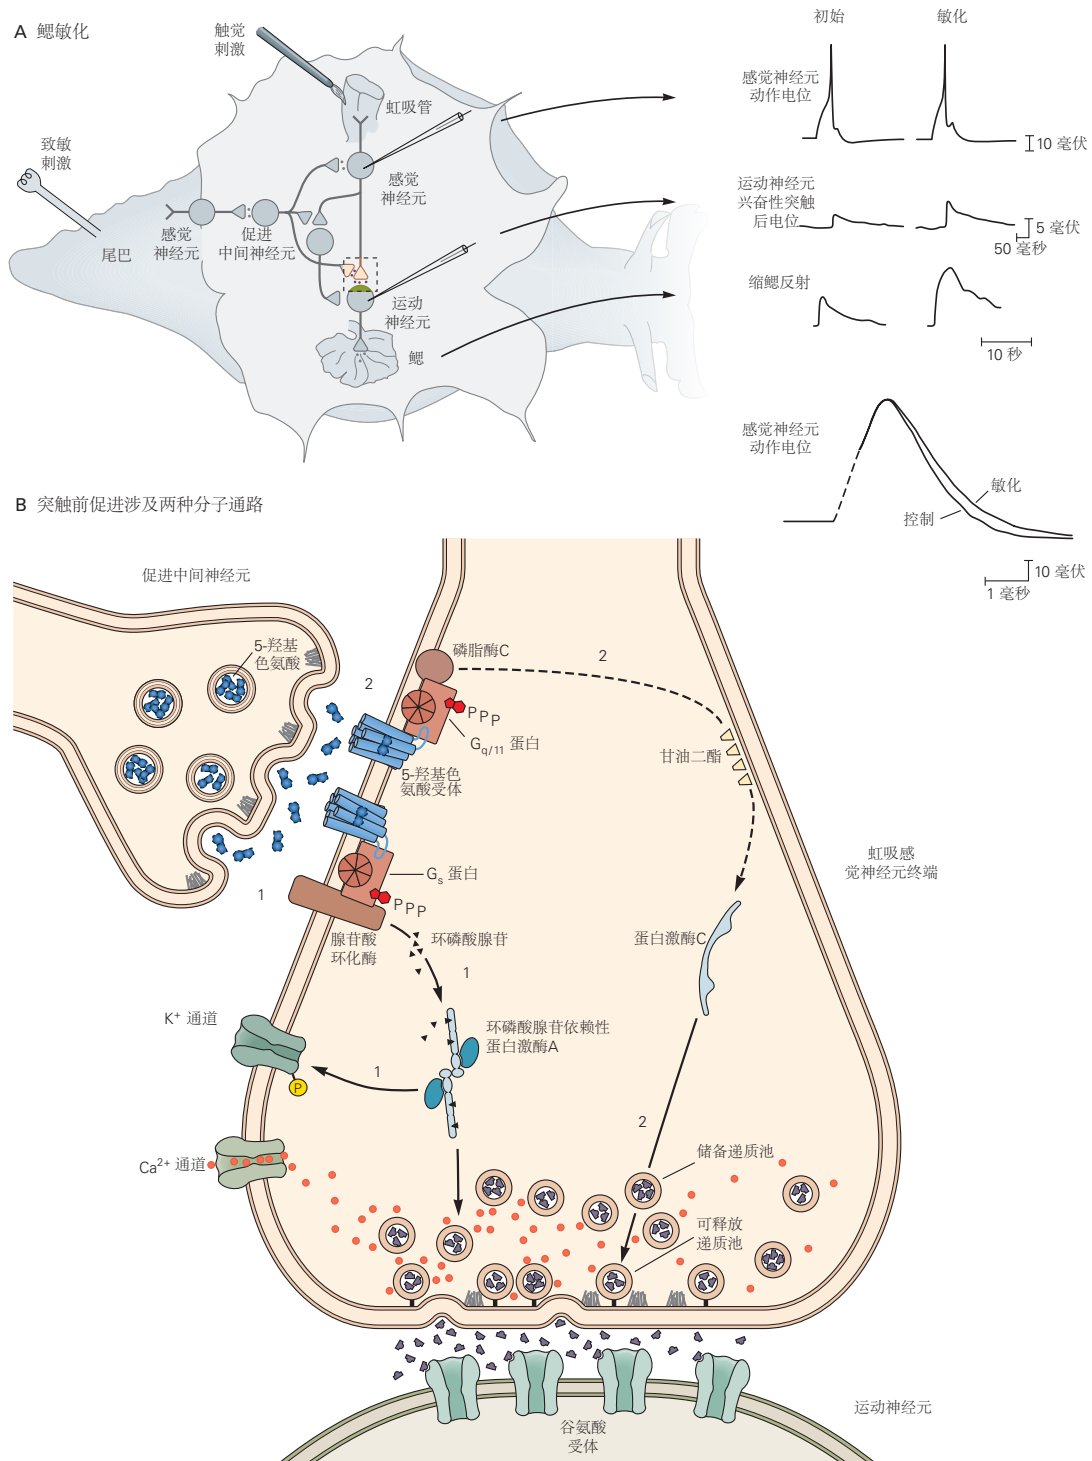 A 鳃敏化
触觉
刺激
虹吸管
致敏
刺激
尾巴
感觉
神经元
促进
中间神经元
感觉
神经元
运动
神经元
鳃
初始
敏化
感觉神经元
动作电位
10 毫伏
运动神经元
兴奋性突触
后电位
5 毫伏
50 毫秒
缩鳃反射
10 秒
感觉神经元
动作电位
敏化
控制
10 毫伏
1 毫秒
B 突触前促进涉及两种分子通路
促进中间神经元
5-羟基
色氨酸
2
磷脂酶C
2
PPP
Gq/11 蛋白
甘油二酯
5-羟基色
氨酸受体
虹吸感
觉神经元终端
Gs 蛋白
1
PPP
腺苷酸
环化酶
环磷酸腺苷
蛋白激酶C
1
K+ 通道
环磷酸腺苷依赖性
蛋白激酶A
1
P
2
Ca2+ 通道
储备递质池
可释放
递质池
运动神经元
谷氨酸
受体